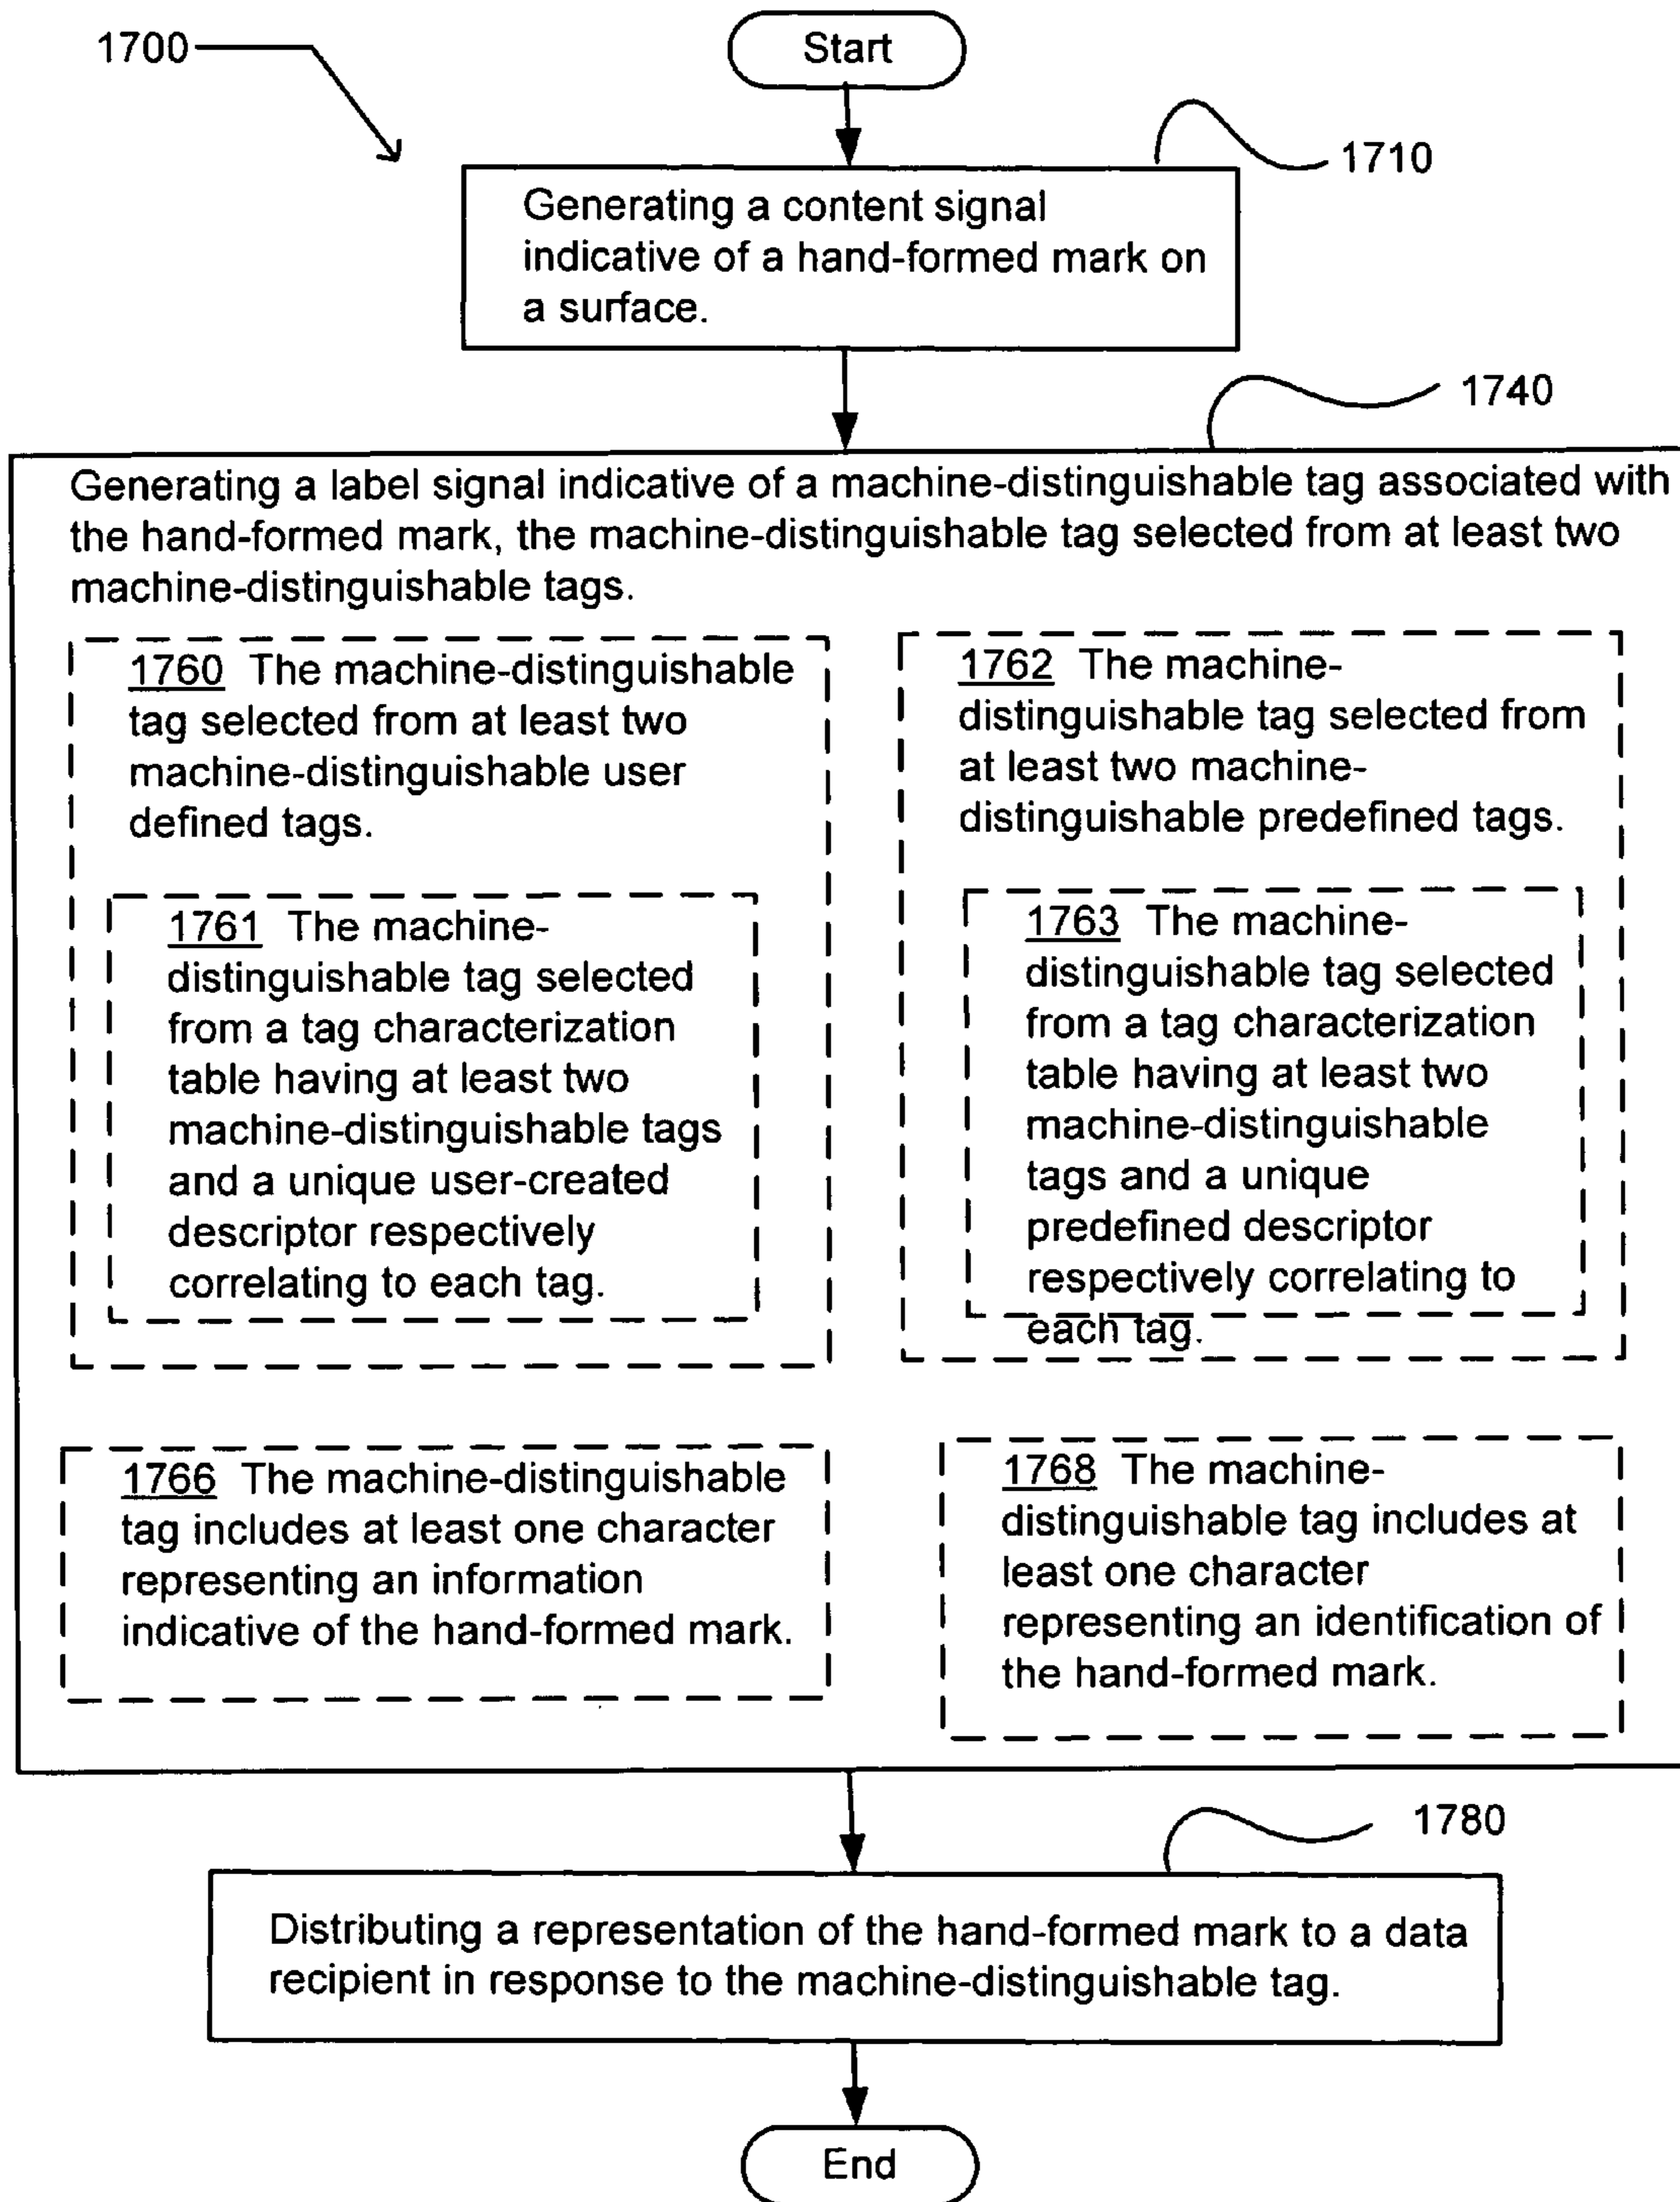 1700
Start
1710
Generating a content signal
indicative of a hand-formed mark on
a surface.
1740
Generating a label signal indicative of a machine-distinguishable tag associated with
the hand-formed mark, the machine-distinguishable tag selected from at least two
machine-distinguishable tags.
1760 The machine-distinguishable
tag selected from at least two
machine-distinguishable user
defined tags.
1761 The machine-
distinguishable tag selected
from a tag characterization
table having at least two
machine-distinguishable tags
and a unique user-created
descriptor respectively
correlating to each tag.
1762 The machine-
distinguishable tag selected from
at least two machine-
distinguishable predefined tags.
1763 The machine-
distinguishable tag selected
from a tag characterization
table having at least two
machine-distinguishable
tags and a unique
predefined descriptor
respectively correlating to
each tag.
1766 The machine-distinguishable
tag includes at least one character
representing an information
indicative of the hand-formed mark.
1768 The machine-
distinguishable tag includes at
least one character
representing an identification of
the hand-formed mark.
1780
Distributing a representation of the hand-formed mark to a data
recipient in response to the machine-distinguishable tag.
End